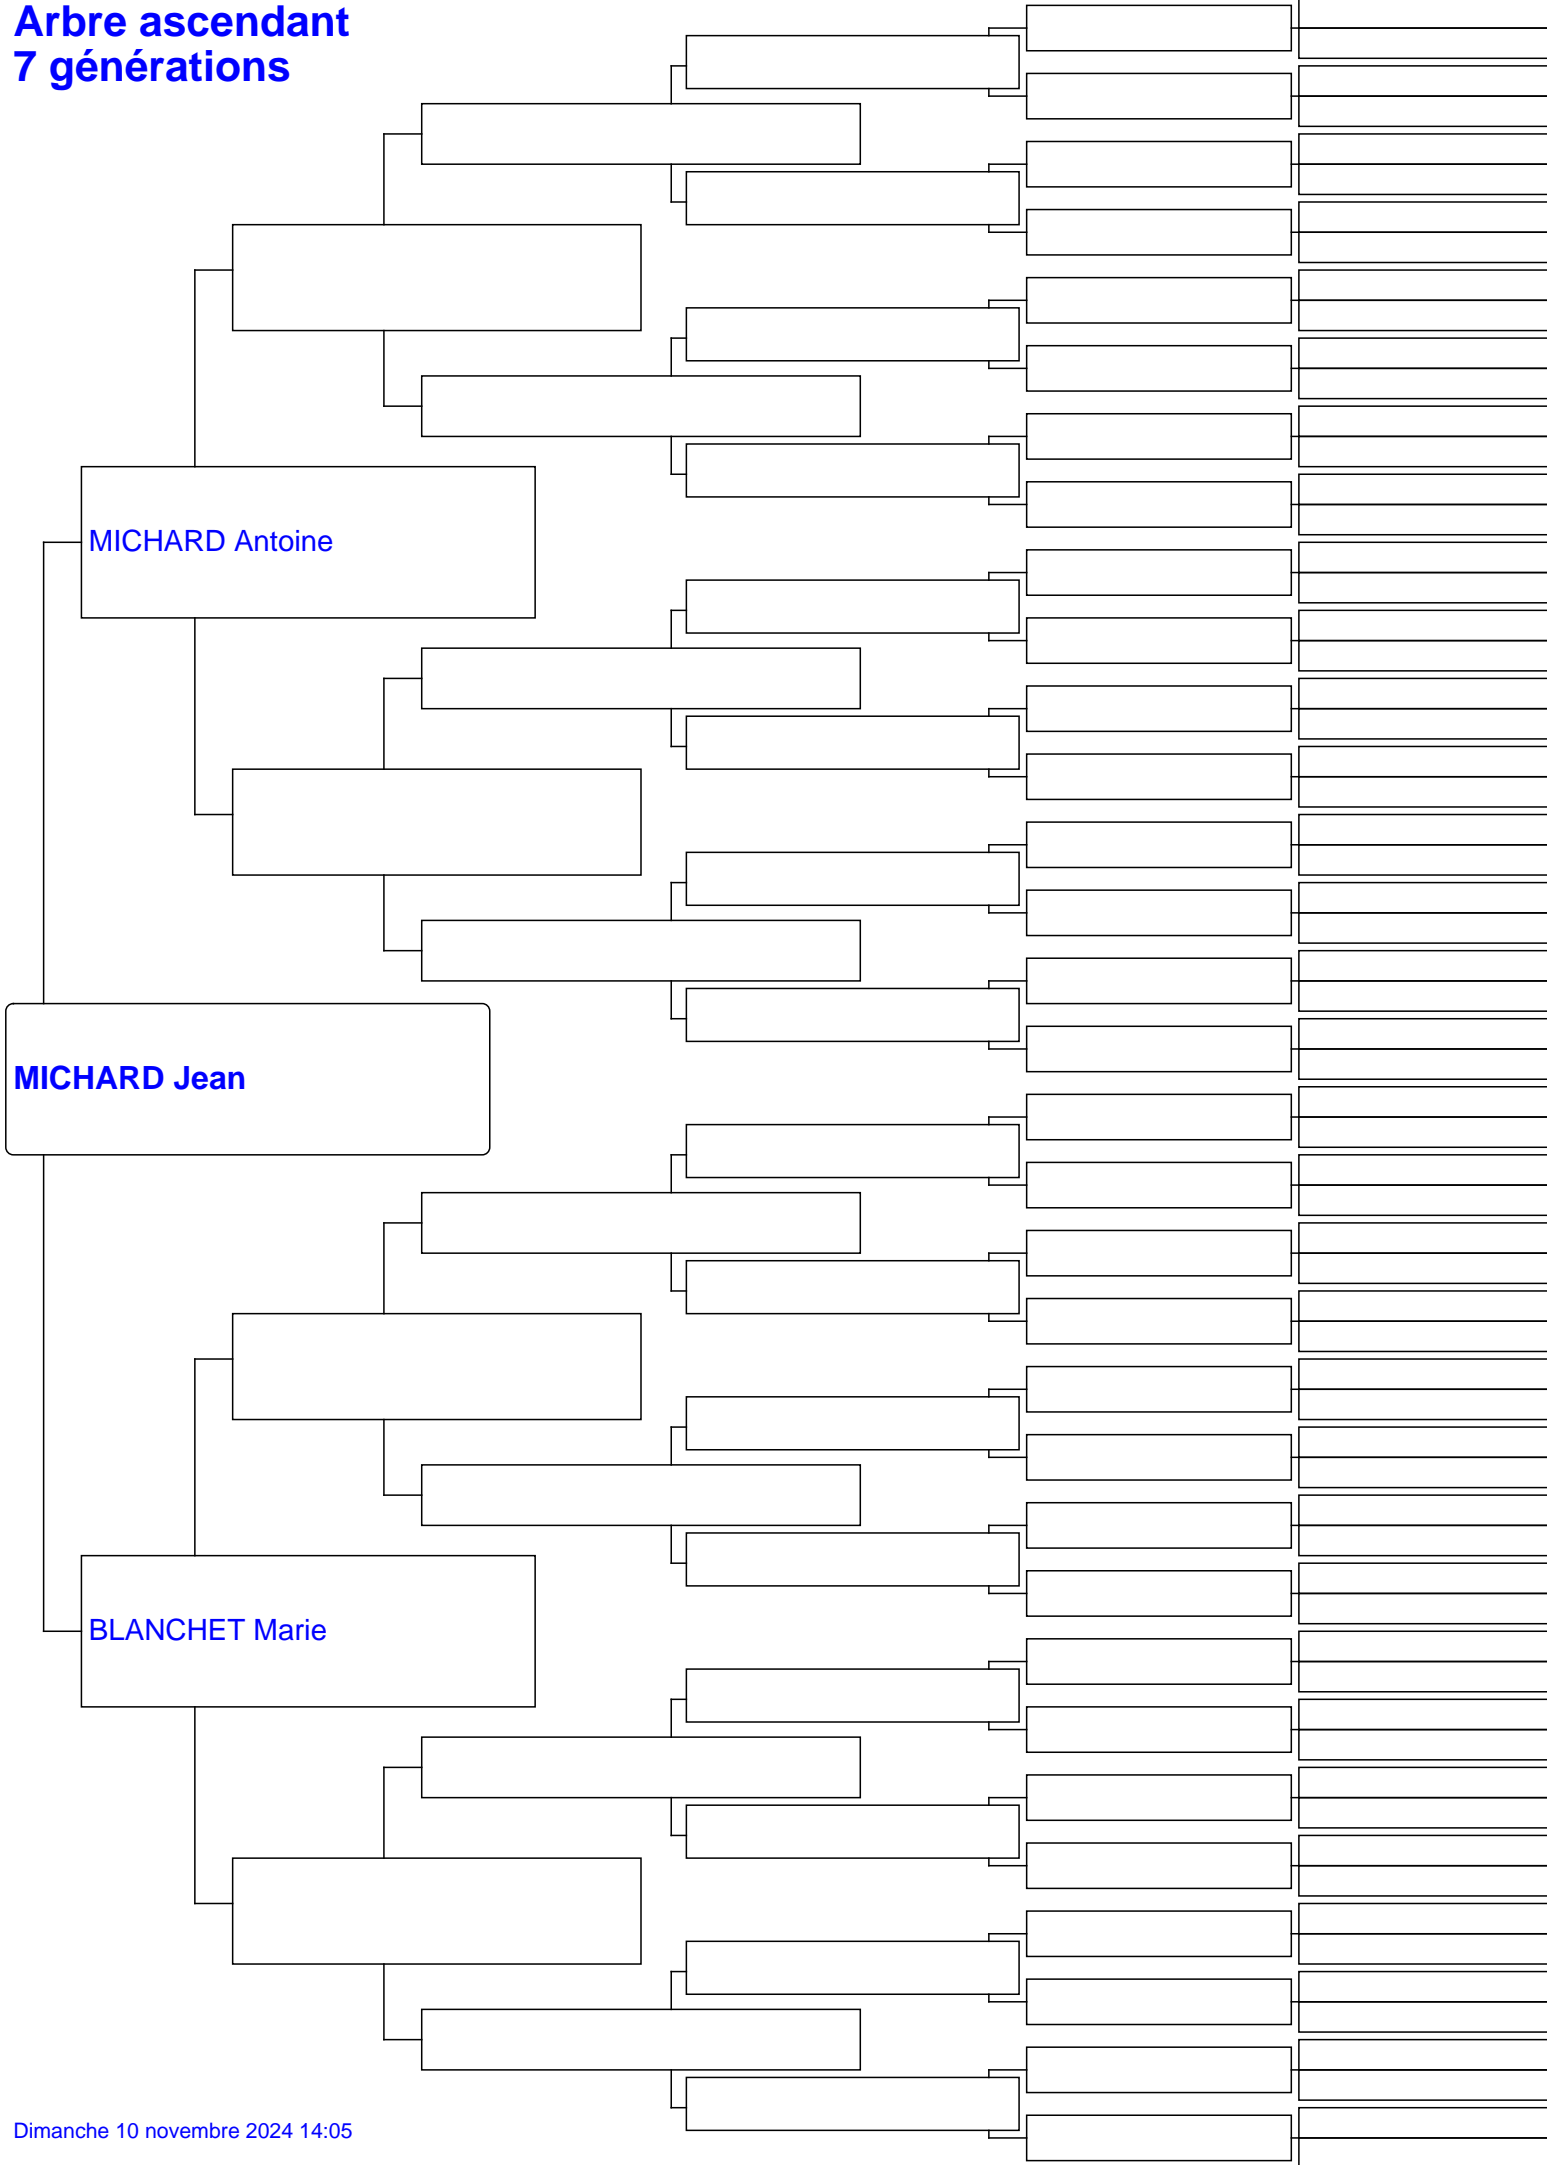 Arbre ascendant
7 générations
MICHARD Antoine
MICHARD Jean
BLANCHET Marie
Dimanche 10 novembre 2024 14:05